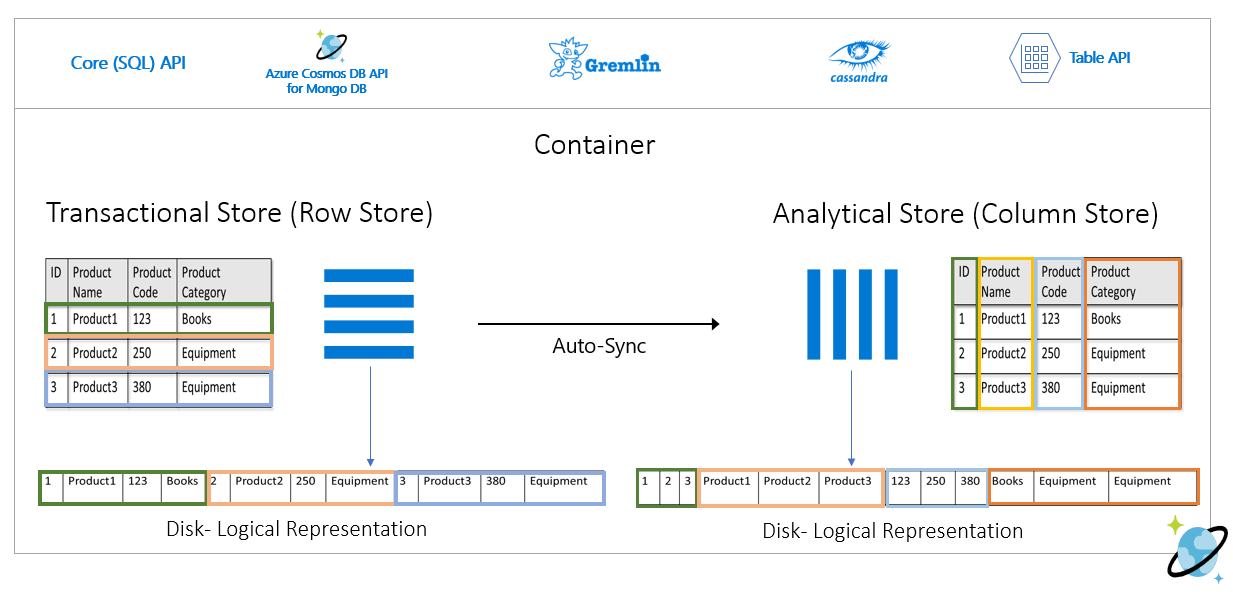 Core (SQL) API
Azure Cosmos DB API
for Mongo DB
Gremlin
cassandra
Table API
Container
Transactional Store (Row Store)
ID Product Name Product Code Product Category
1 Product1 123 Books
2 Product2 250 Equipment
3 Product3 380 Equipment
Auto-Sync
Analytical Store (Column Store)
ID Product Name Product Code Product Category
1 Product1 123 Books
2 Product2 250 Equipment
3 Product3 380 Equipment
1 Product1 123 Books 2 Product2 250 Equipment 3 Product3 380 Equipment
Disk- Logical Representation
1 2 3 Product1 Product2 Product3 123 250 380 Books Equipment Equipment
Disk- Logical Representation